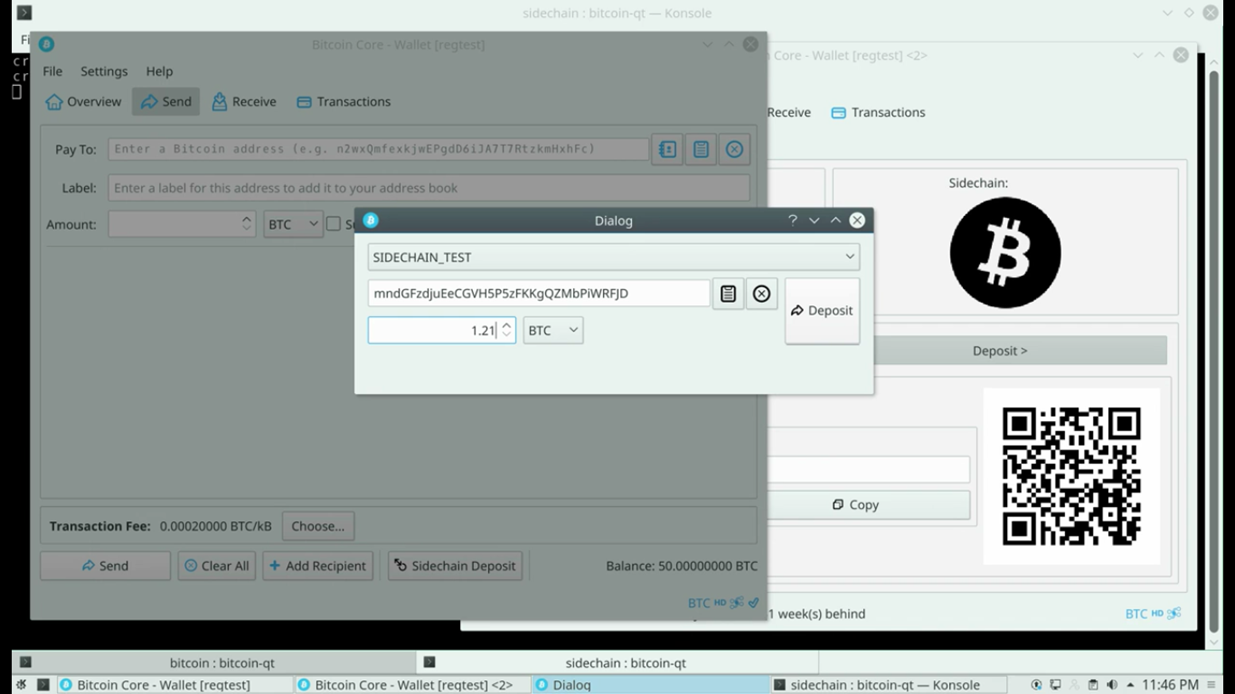 sidechain : bitcoin-qt — Konsole
Fi
Bitcoin Core - Wallet [regtest]
Core - Wallet [regtest] <2>
cr
cr
File Settings Help
Overview Send Receive Transactions
Receive Transactions
Pay To: Enter a Bitcoin address (e.g. n2wxQmfexkjwEPgdD6iJA7T7RtzkmHxhFc)
Label: Enter a label for this address to add it to your address book
Amount: BTC S
Sidechain:
Dialog
SIDECHAIN_TEST
mndGFzdjuEeCGVH5P5zFKKgQZMbPiWRFJD
Deposit
1.21 BTC
Deposit >
Copy
Transaction Fee: 0.00020000 BTC/kB Choose...
Send Clear All Add Recipient Sidechain Deposit Balance: 50.00000000 BTC
BTC HD
1 week(s) behind
BTC HD
bitcoin : bitcoin-qt
sidechain : bitcoin-qt
Bitcoin Core - Wallet [regtest]
Bitcoin Core - Wallet [regtest] <2>
Dialog
sidechain : bitcoin-qt — Konsole
11:46 PM